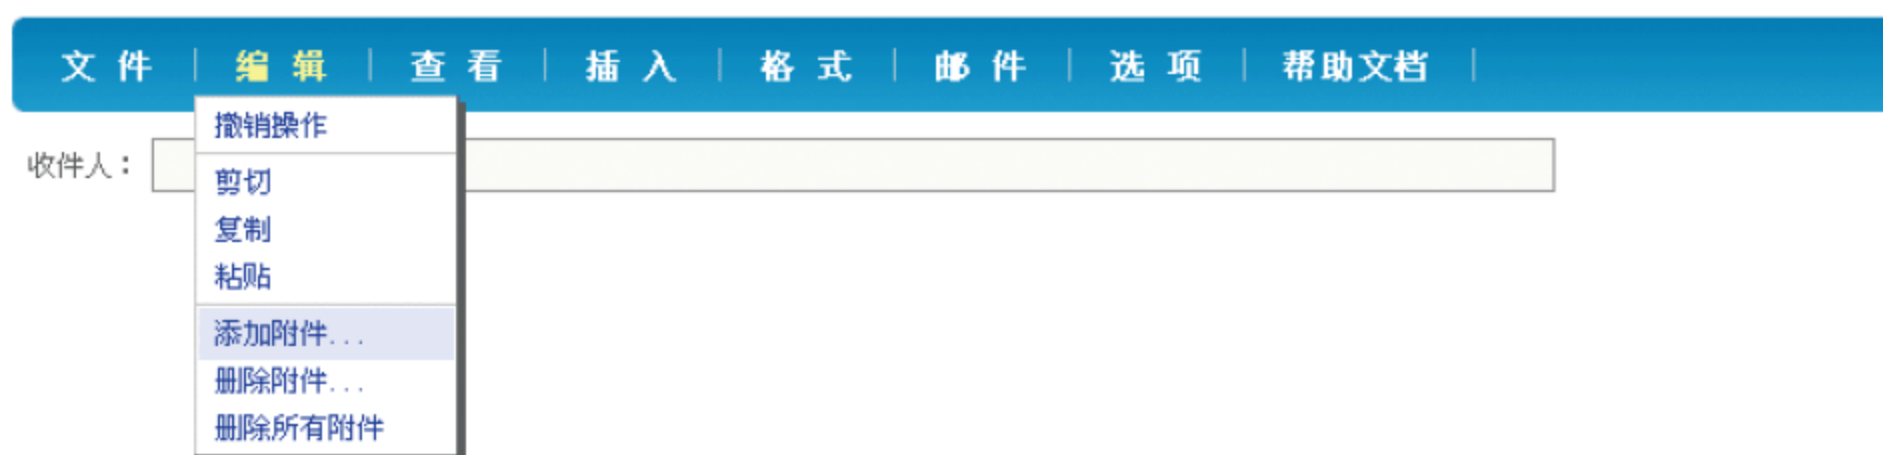 文 件 | 编 辑 | 查 看 | 插 入 | 格 式 | 邮 件 | 选 项 | 帮助文档 |
撤销操作
收件人：
剪切
复制
粘贴
添加附件...
删除附件...
删除所有附件